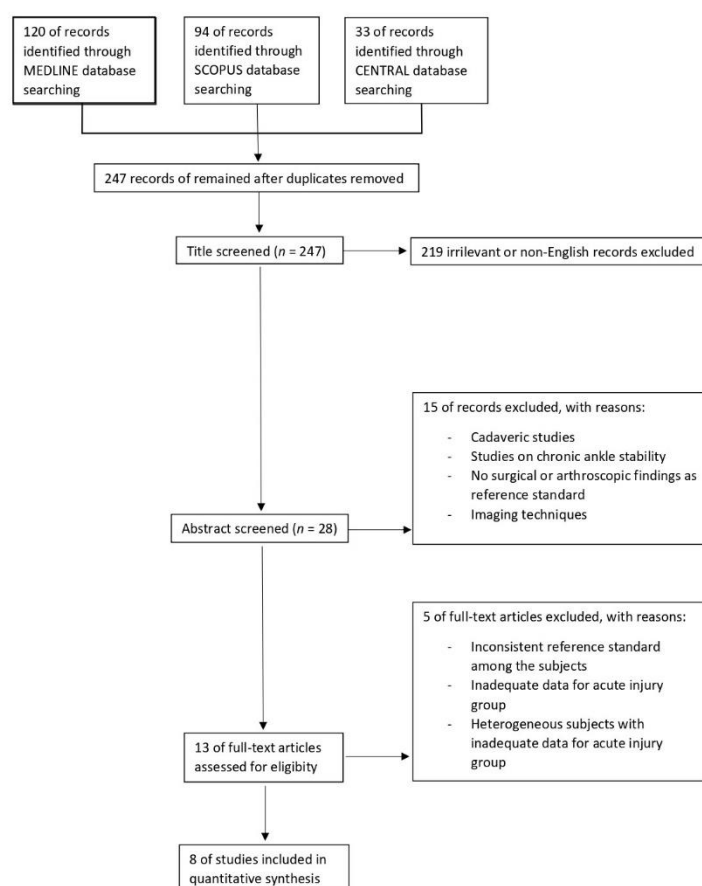 120 of records
identified through
MEDLINE database
searching
94 of records
identified through
SCOPUS database
searching
33 of records
identified through
CENTRAL database
searching
247 records of remained after duplicates removed
Title screened (n = 247)
219 irrilevant or non-English records excluded
15 of records excluded, with reasons:
- Cadaveric studies
- Studies on chronic ankle stability
- No surgical or arthroscopic findings as
reference standard
- Imaging techniques
Abstract screened (n = 28)
5 of full-text articles excluded, with reasons:
- Inconsistent reference standard
among the subjects
- Inadequate data for acute injury
group
- Heterogeneous subjects with
inadequate data for acute injury
group
13 of full-text articles
assessed for eligibity
8 of studies included in
quantitative synthesis